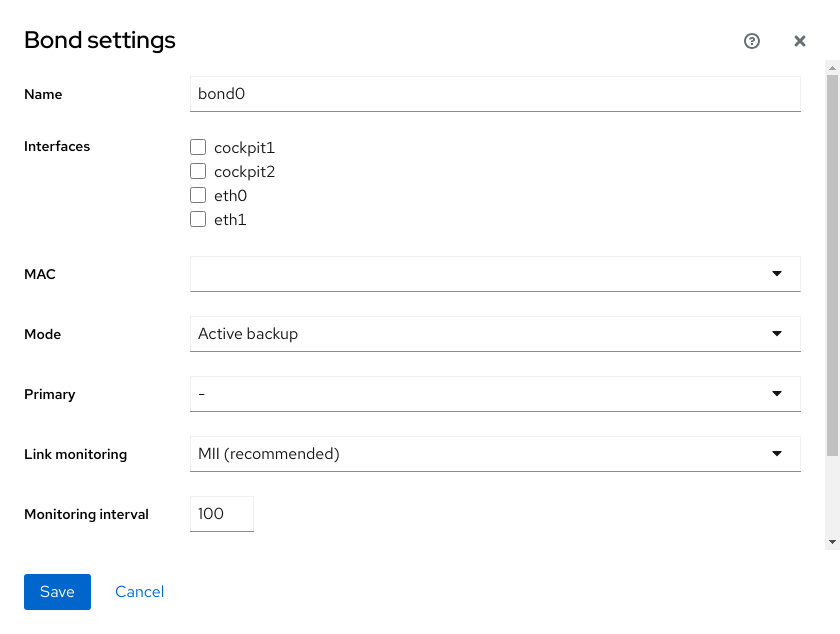 Bond settings
Name
bond0
Interfaces
cockpit1
cockpit2
eth0
eth1
MAC
Mode
Active backup
Primary
-
Link monitoring
MII (recommended)
Monitoring interval
100
Save
Cancel